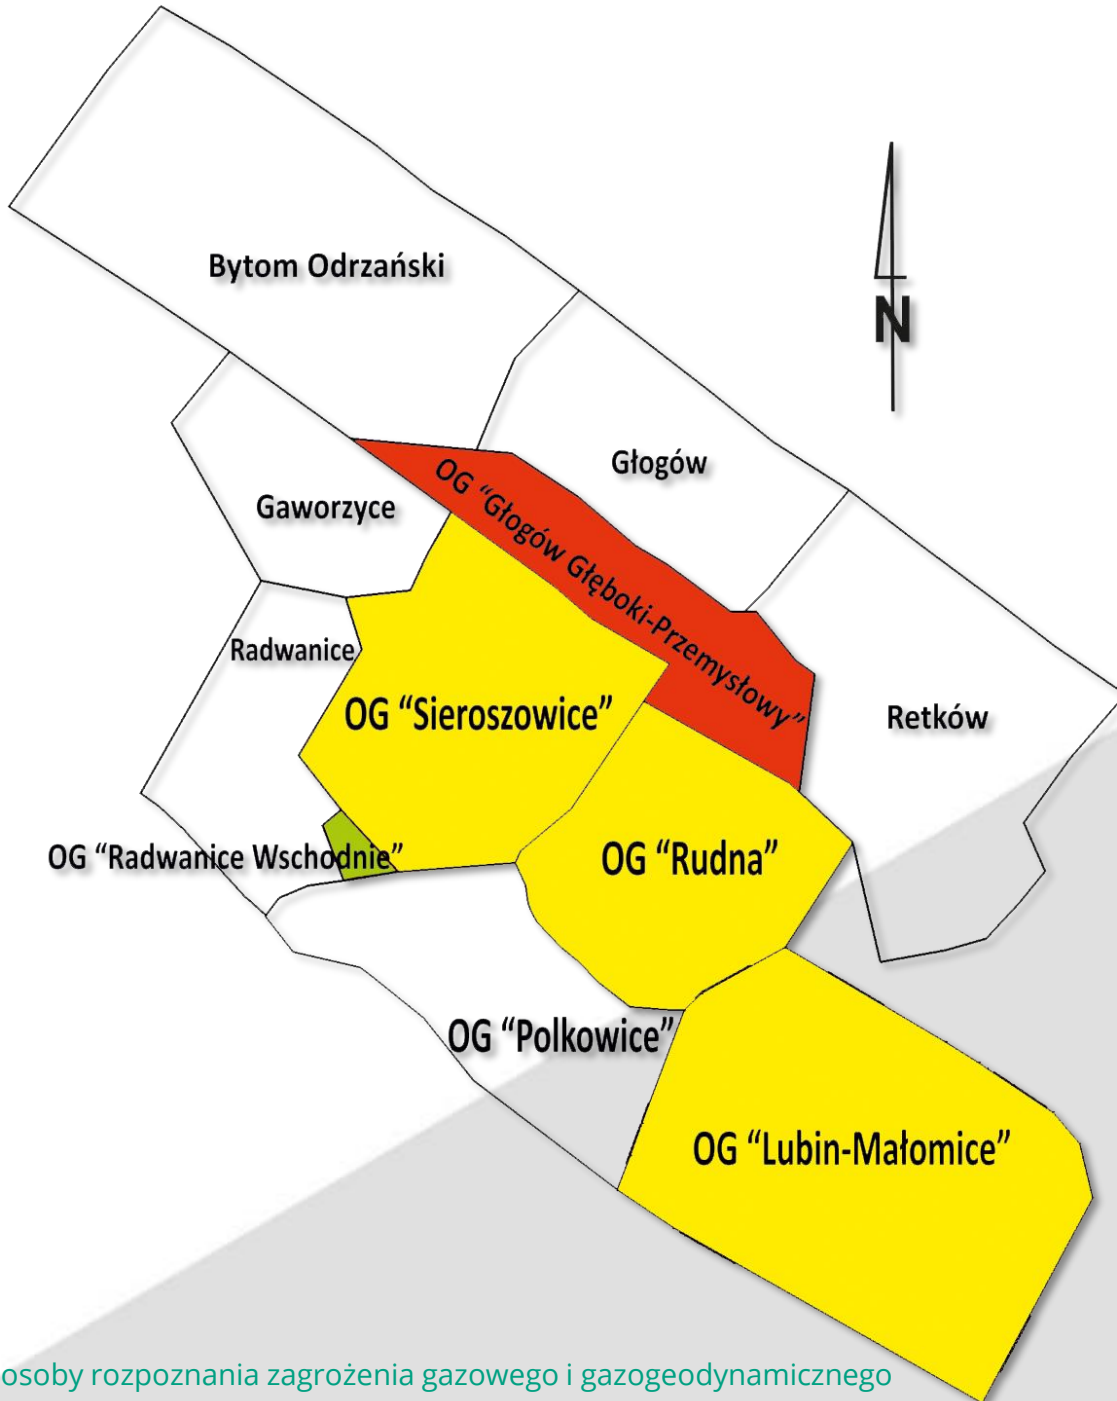 Bytom Odrzański
N
Głogów
OG “Głogów Głęboki-Przemysłowy”
Gaworzyce
Radwanice
OG “Sieroszowice”
Retków
OG “Radwanice Wschodnie”
OG “Rudna”
OG “Polkowice”
OG “Lubin-Małomice”
osoby rozpoznania zagrożenia gazowego i gazogeodynamicznego